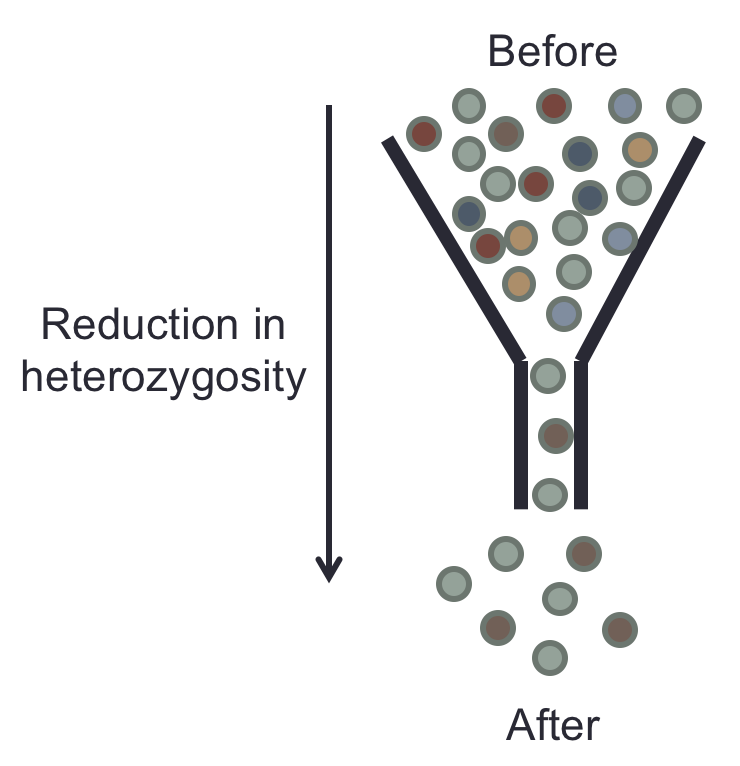 Before
Reduction in
heterozygosity
After